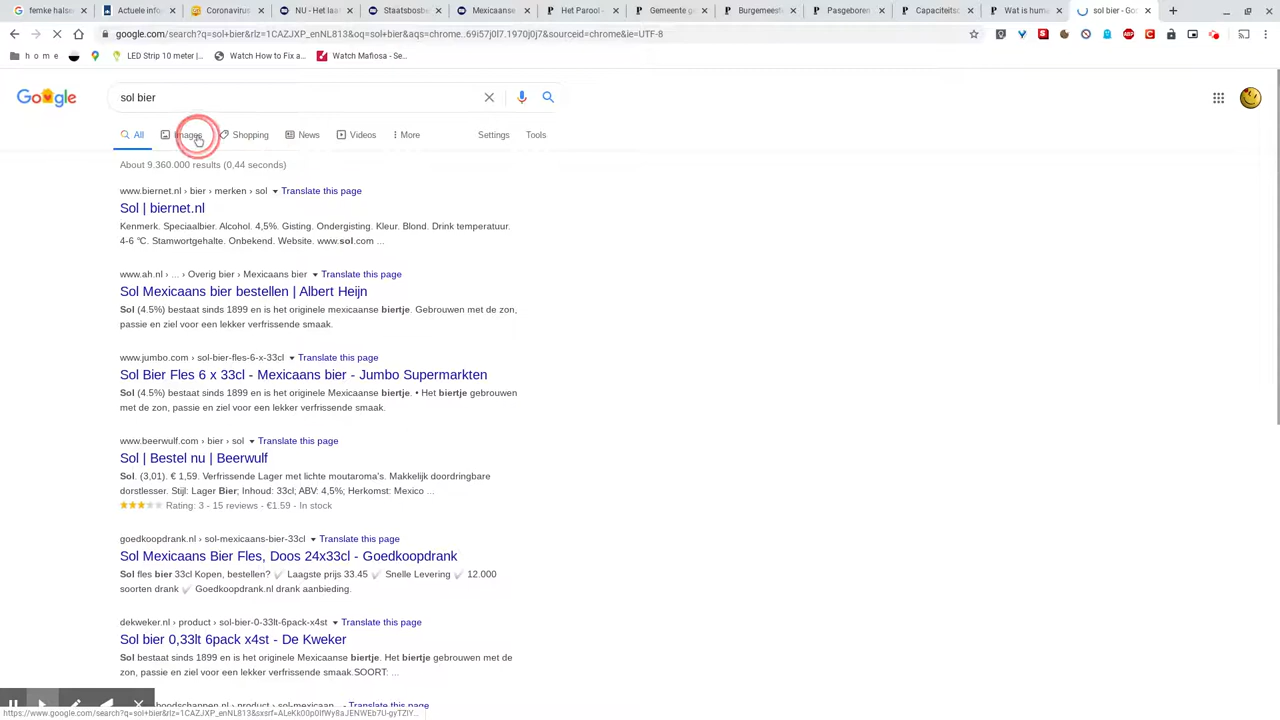 femke halse
Actuele infor
Coronavirus
NU - Het laat
Staatsbosbe
Mexicaanse
Het Parool -
Gemeente ge
Burgemeeste
Pasgeboren
Capaciteitsc
Wat is hum
sol bier - Go
google.com/search?q=sol+bier&rlz=1CAZJXP_enNL813&oq=sol+bier&aqs=chrome..69i57j0l7.1970j0j7&sourceid=chrome&ie=UTF-8
h o m e
LED Strip 10 meter |...
Watch How to Fix a...
Watch Mafiosa - Se...
Google
sol bier
All
Images
Shopping
News
Videos
More
Settings
Tools
About 9.360.000 results (0,44 seconds)
www.biernet.nl › bier › merken › sol ▾ Translate this page
Sol | biernet.nl
Kenmerk. Speciaalbier. Alcohol. 4,5%. Gisting. Ondergisting. Kleur. Blond. Drink temperatuur.
4-6 °C. Stamwortgehalte. Onbekend. Website. www.sol.com ...
www.ah.nl › ... › Overig bier › Mexicaans bier ▾ Translate this page
Sol Mexicaans bier bestellen | Albert Heijn
Sol (4.5%) bestaat sinds 1899 en is het originele mexicaanse biertje. Gebrouwen met de zon,
passie en ziel voor een lekker verfrissende smaak.
www.jumbo.com › sol-bier-fles-6-x-33cl ▾ Translate this page
Sol Bier Fles 6 x 33cl - Mexicaans bier - Jumbo Supermarkten
Sol (4.5%) bestaat sinds 1899 en is het originele Mexicaanse biertje. • Het biertje gebrouwen
met de zon, passie en ziel voor een lekker verfrissende smaak.
www.beerwulf.com › bier › sol ▾ Translate this page
Sol | Bestel nu | Beerwulf
Sol. (3,01). € 1,59. Verfrissende Lager met lichte moutaroma's. Makkelijk doordringbare
dorstlesser. Stijl: Lager Bier; Inhoud: 33cl; ABV: 4,5%; Herkomst: Mexico ...
Rating: 3 - 15 reviews - €1.59 - In stock
goedkoopdrank.nl › sol-mexicaans-bier-33cl ▾ Translate this page
Sol Mexicaans Bier Fles, Doos 24x33cl - Goedkoopdrank
Sol fles bier 33cl Kopen, bestellen? ✓ Laagste prijs 33.45 ✓ Snelle Levering ✓ 12.000
soorten drank ✓ Goedkoopdrank.nl drank aanbieding.
dekweker.nl › product › sol-bier-0-33lt-6pack-x4st ▾ Translate this page
Sol bier 0,33lt 6pack x4st - De Kweker
Sol bestaat sinds 1899 en is het originele Mexicaanse biertje. Het biertje gebrouwen met de
zon, passie en ziel voor een lekker verfrissende smaak.SOORT: ...
boodschappen.nl › product › sol-mexicaan... ▾ Translate this page